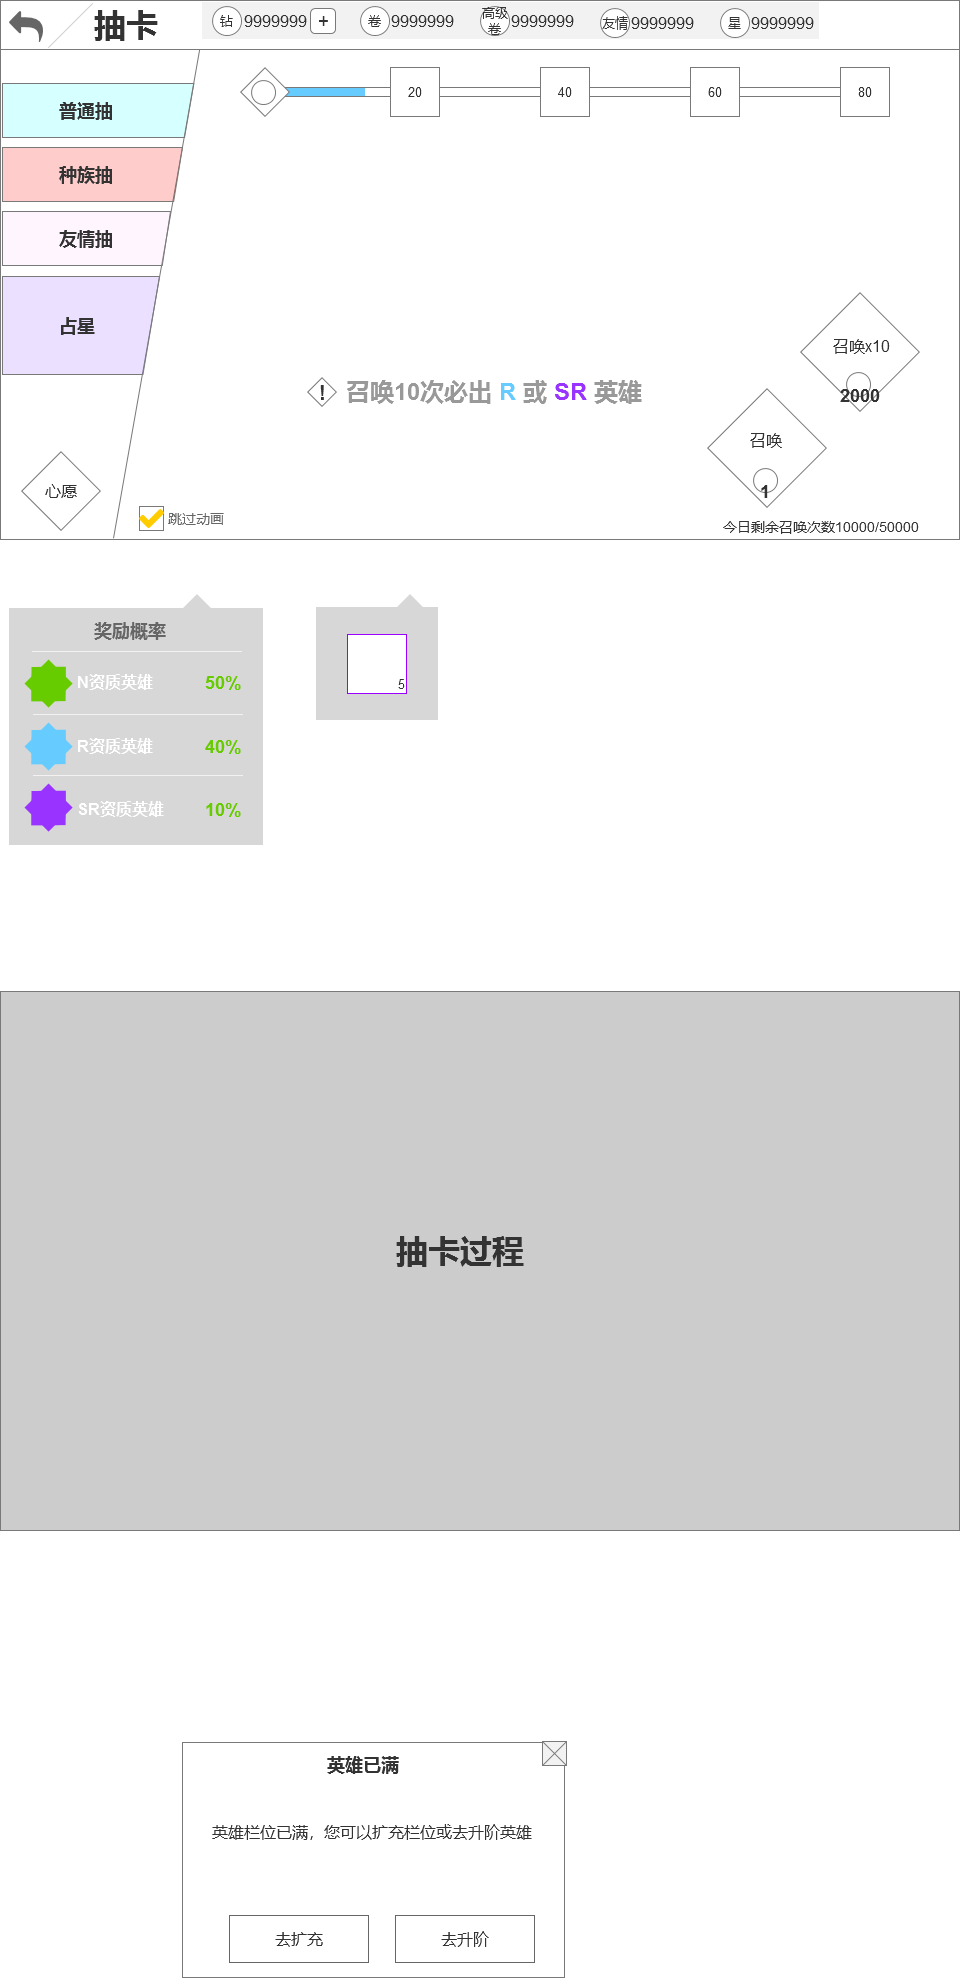 抽卡
钻 9999999 +
卷 9999999
高级卷 9999999
友情 9999999
星 9999999
20
40
60
80
普通抽
种族抽
友情抽
占星
心愿
! 召唤10次必出 R 或 SR 英雄
召唤x10
2000
召唤
1
跳过动画
今日剩余召唤次数10000/50000
奖励概率
N资质英雄 50%
R资质英雄 40%
SR资质英雄 10%
5
抽卡过程
英雄已满
英雄栏位已满，您可以扩充栏位或去升阶英雄
去扩充
去升阶